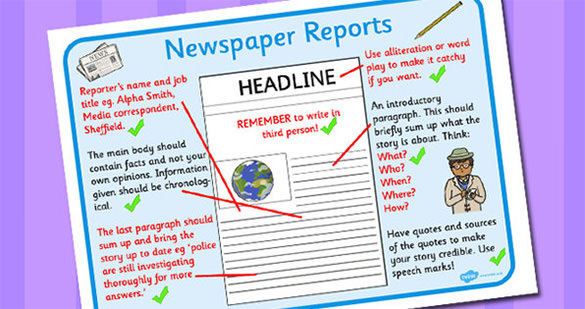 Newspaper Reports
NEWS
Reporter's name and job
title eg. Alpha Smith,
Media correspondent,
Sheffield.
The main body should
contain facts and not your
own opinions. Information
given should be chronolog-
ical.
The last paragraph should
sum up and bring the
story up to date eg 'police
are still investigating
thoroughly for more
answers.'
HEADLINE
REMEMBER to write in
third person!
Use alliteration or word
play to make it catchy
if you want.
An introductory
paragraph. This should
briefly sum up what the
story is about. Think:
What?
Who?
When?
Where?
How?
Have quotes and sources
of the quotes to make
your story credible. Use
speech marks!